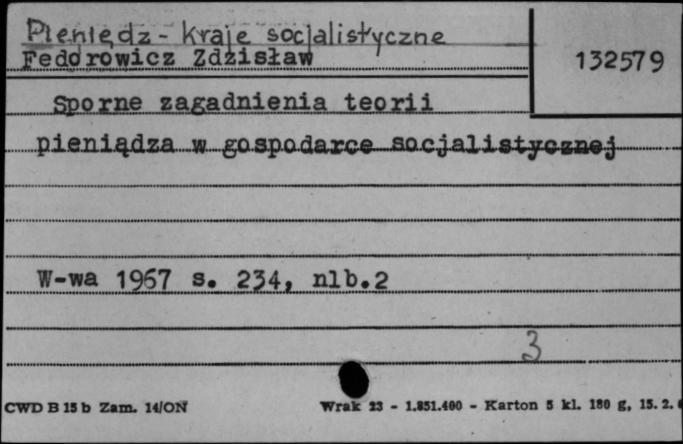 Pieniędz - kraje socjalistyczne
Fedorowicz Zdzisław
132579
Sporne zagadnienia teorii
pieniądza w gospodarce socjalistycznej
W-wa 1967 s. 234, nlb.2
3
CWD B 15 b Zam. 14/ON
Wrak 23 - 1.851.400 - Karton 5 kl. 180 g, 15. 2.